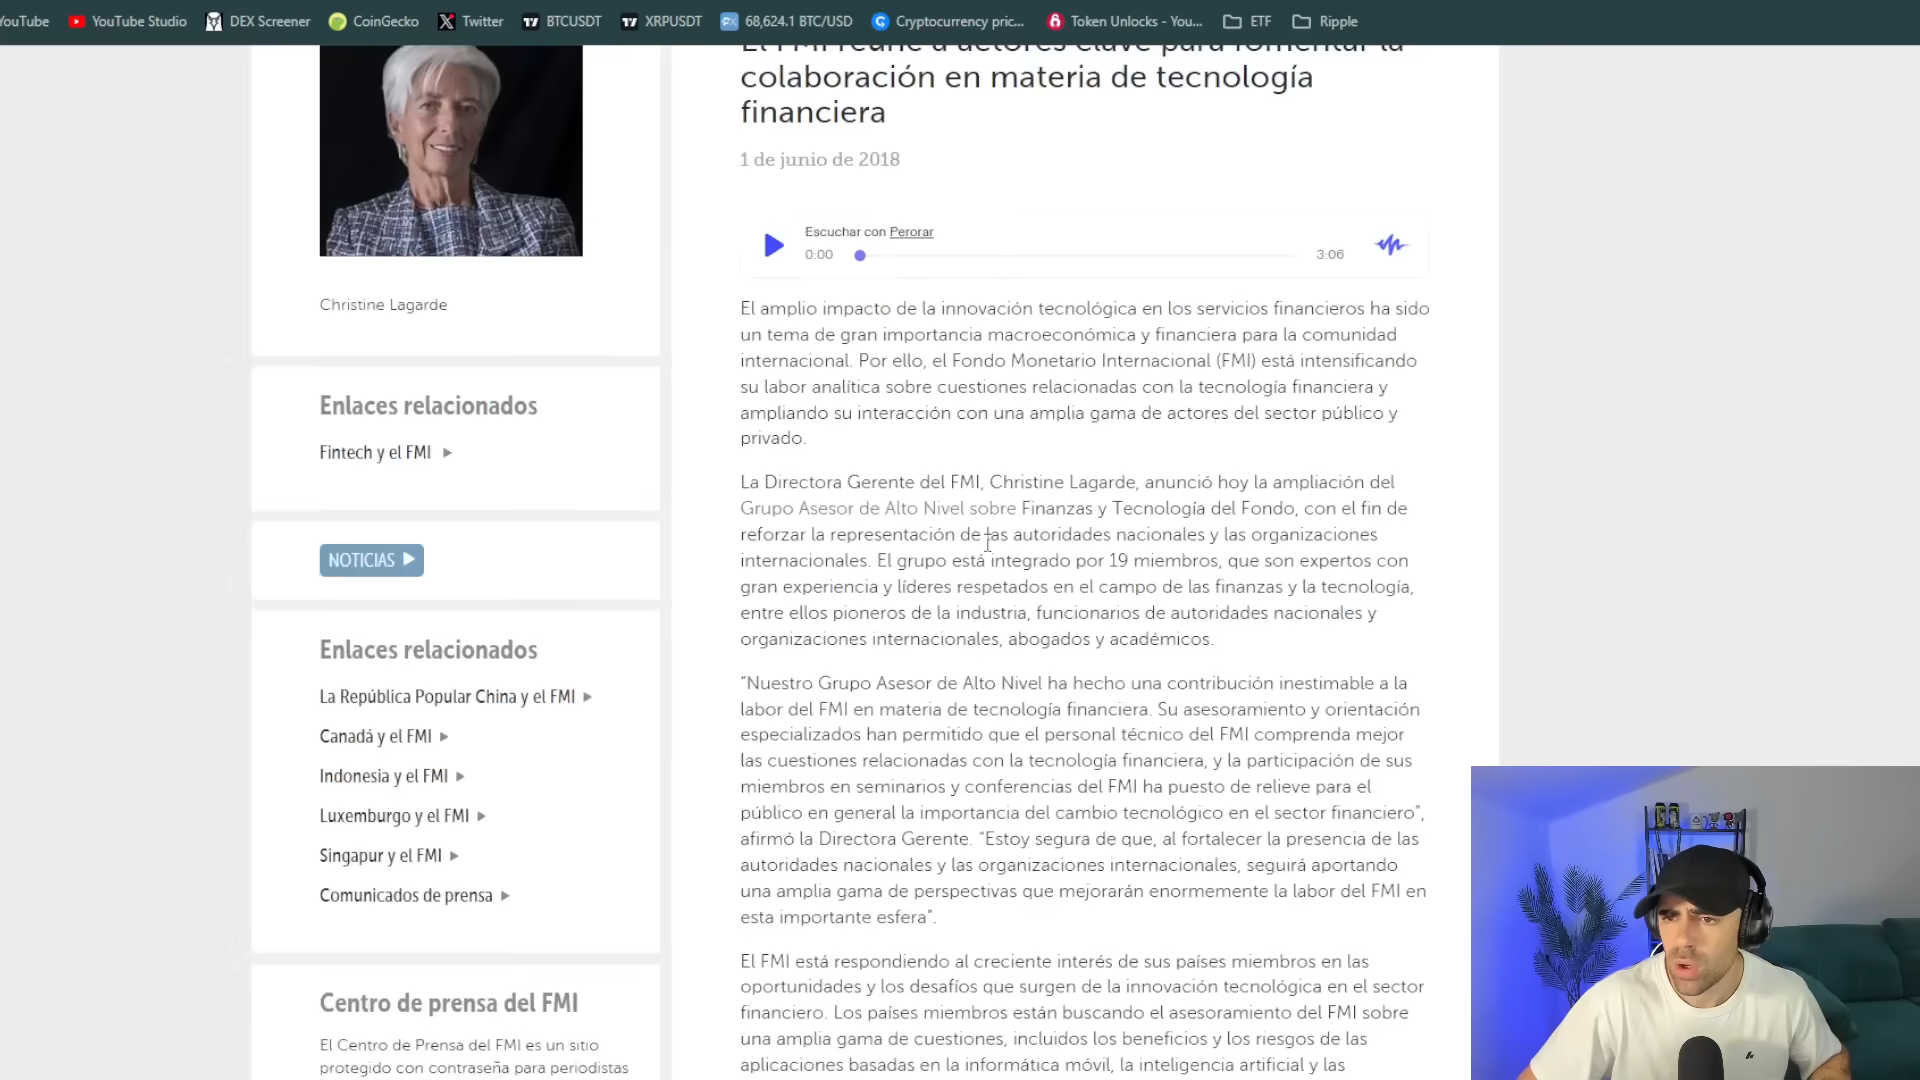 YouTube
YouTube Studio
DEX Screener
CoinGecko
Twitter
BTCUSDT
XRPUSDT
68,624.1 BTC/USD
Cryptocurrency pric...
Token Unlocks - You...
ETF
Ripple
El FMI reúne a actores clave para fomentar la
colaboración en materia de tecnología
financiera
1 de junio de 2018
Escuchar con Perorar
0:00
3:06
Christine Lagarde
Enlaces relacionados
Fintech y el FMI
NOTICIAS
Enlaces relacionados
La República Popular China y el FMI
Canadá y el FMI
Indonesia y el FMI
Luxemburgo y el FMI
Singapur y el FMI
Comunicados de prensa
Centro de prensa del FMI
El Centro de Prensa del FMI es un sitio
protegido con contraseña para periodistas
El amplio impacto de la innovación tecnológica en los servicios financieros ha sido
un tema de gran importancia macroeconómica y financiera para la comunidad
internacional. Por ello, el Fondo Monetario Internacional (FMI) está intensificando
su labor analítica sobre cuestiones relacionadas con la tecnología financiera y
ampliando su interacción con una amplia gama de actores del sector público y
privado.
La Directora Gerente del FMI, Christine Lagarde, anunció hoy la ampliación del
Grupo Asesor de Alto Nivel sobre Finanzas y Tecnología del Fondo, con el fin de
reforzar la representación de las autoridades nacionales y las organizaciones
internacionales. El grupo está integrado por 19 miembros, que son expertos con
gran experiencia y líderes respetados en el campo de las finanzas y la tecnología,
entre ellos pioneros de la industria, funcionarios de autoridades nacionales y
organizaciones internacionales, abogados y académicos.
"Nuestro Grupo Asesor de Alto Nivel ha hecho una contribución inestimable a la
labor del FMI en materia de tecnología financiera. Su asesoramiento y orientación
especializados han permitido que el personal técnico del FMI comprenda mejor
las cuestiones relacionadas con la tecnología financiera, y la participación de sus
miembros en seminarios y conferencias del FMI ha puesto de relieve para el
público en general la importancia del cambio tecnológico en el sector financiero",
afirmó la Directora Gerente. "Estoy segura de que, al fortalecer la presencia de las
autoridades nacionales y las organizaciones internacionales, seguirá aportando
una amplia gama de perspectivas que mejorarán enormemente la labor del FMI en
esta importante esfera".
El FMI está respondiendo al creciente interés de sus países miembros en las
oportunidades y los desafíos que surgen de la innovación tecnológica en el sector
financiero. Los países miembros están buscando el asesoramiento del FMI sobre
una amplia gama de cuestiones, incluidos los beneficios y los riesgos de las
aplicaciones basadas en la informática móvil, la inteligencia artificial y las